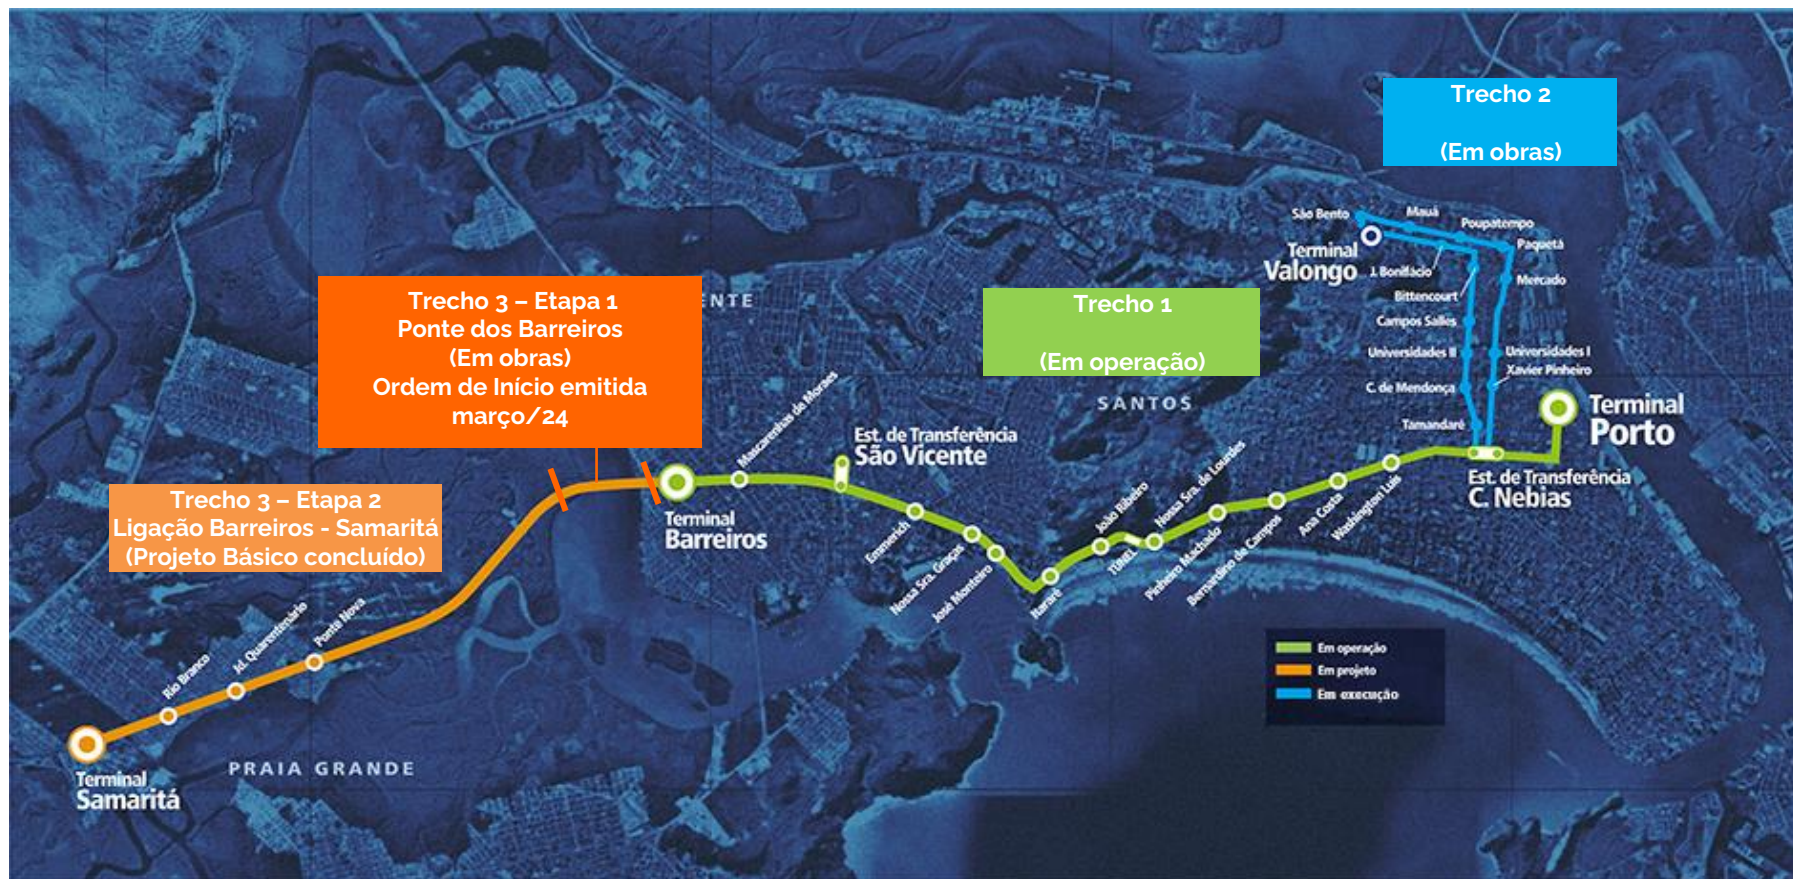 Trecho 2
(Em obras)
São Bento
Mauá
Poupatempo
Paquetá
Terminal
Valongo
J. Bonifácio
Mercado
Bittencourt
Campos Salles
Universidades II
Universidades I
Xavier Pinheiro
C. de Mendonça
Tamandaré
Trecho 3 – Etapa 1
Ponte dos Barreiros
(Em obras)
Ordem de Início emitida
março/24
ENTE
Trecho 1
(Em operação)
SANTOS
Terminal
Porto
Est. de Transferência
C. Nebias
Trecho 3 – Etapa 2
Ligação Barreiros - Samaritá
(Projeto Básico concluído)
Terminal
Barreiros
Mascarenhas de Moraes
Est. de Transferência
São Vicente
Emmerich
Nossa Sra. Graças
José Monteiro
Itararé
João Ribeiro
TÚNEL
Nossa Sra. de Lourdes
Pinheiro Machado
Bernardino de Campos
Ana Costa
Washington Luís
Rio Branco
Jd. Quarentenário
Ponte Nova
Terminal
Samaritá
PRAIA GRANDE
Em operação
Em projeto
Em execução